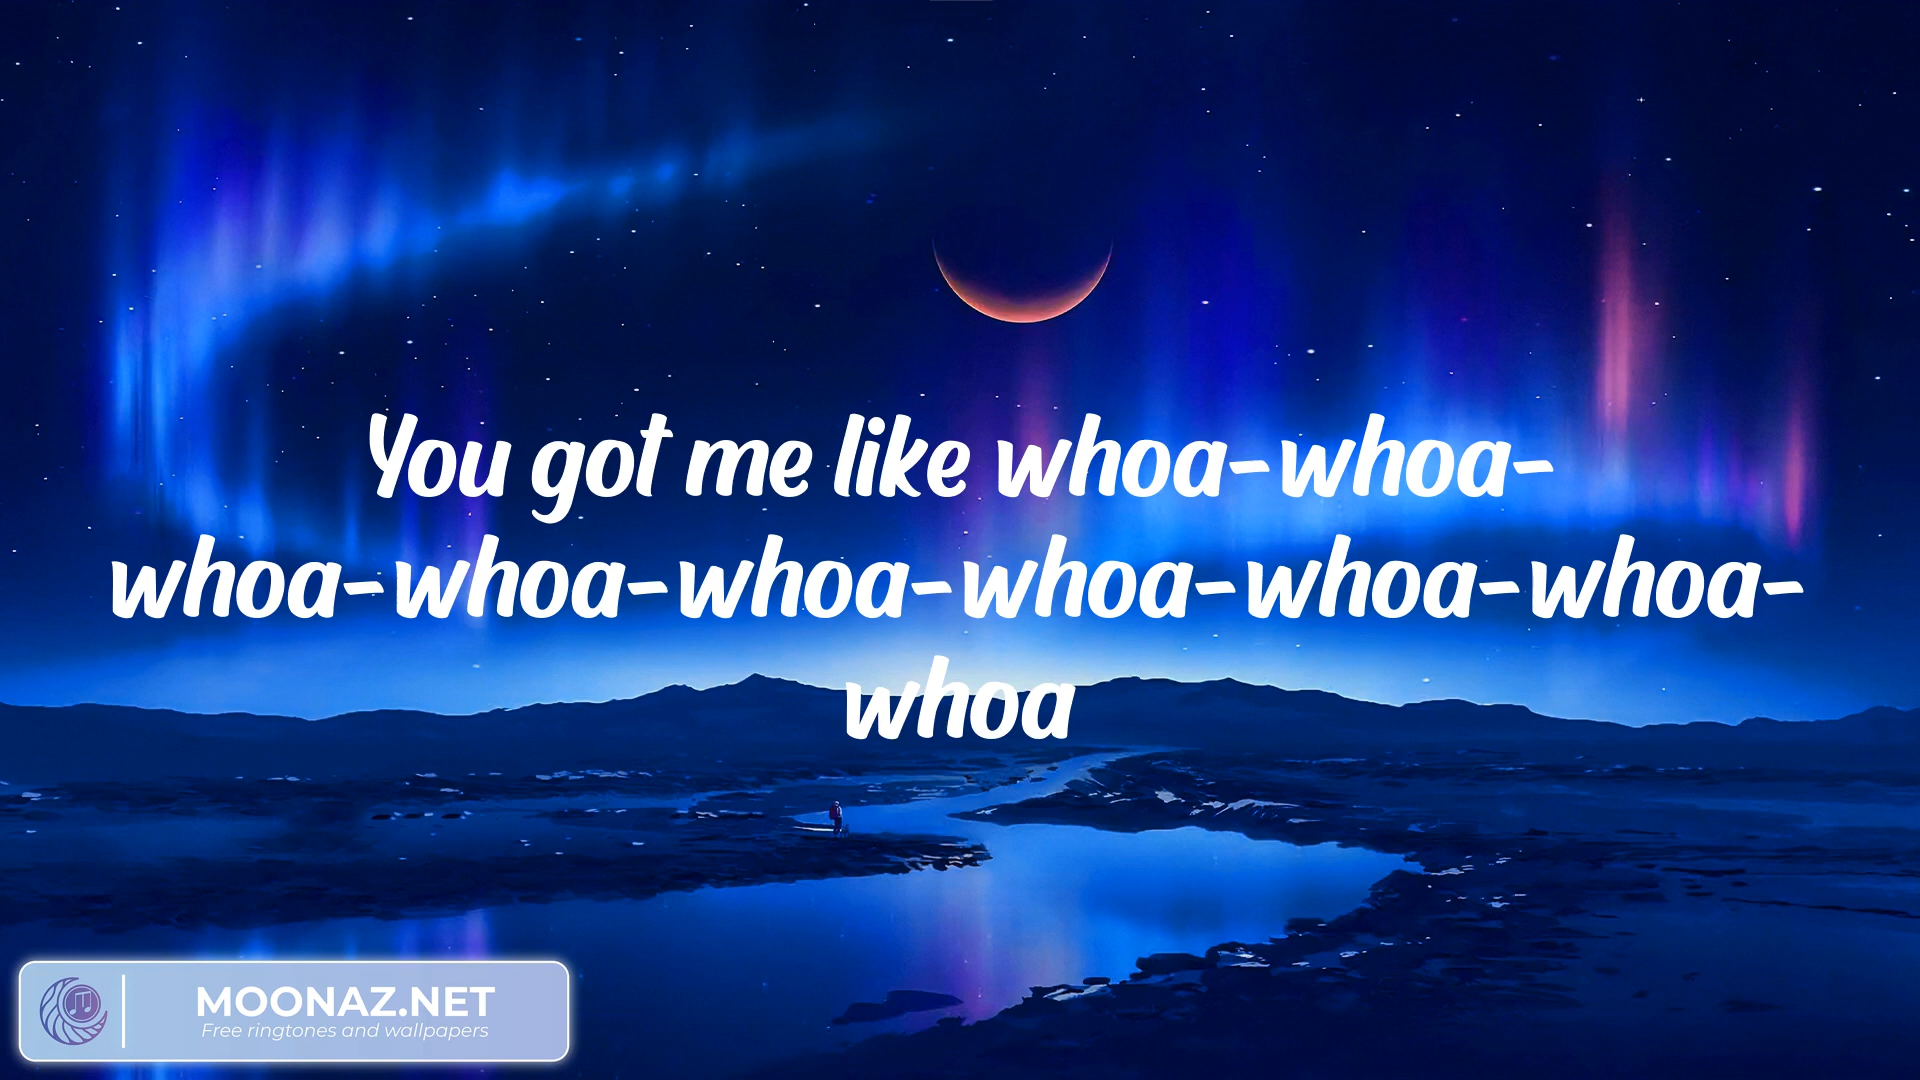 You got me like whoa-whoa-
whoa-whoa-whoa-whoa-whoa-whoa-
whoa
MOONAZ.NET
Free ringtones and wallpapers